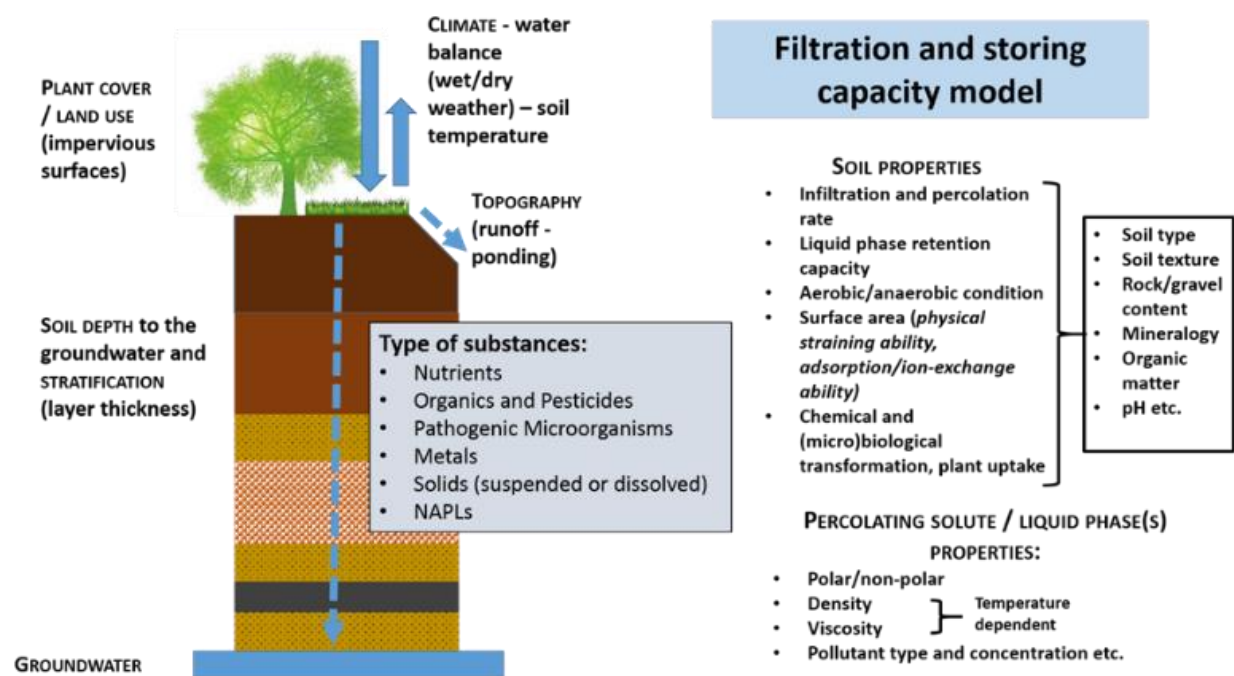 PLANT COVER
/ LAND USE
(impervious
surfaces)
CLIMATE - water
balance
(wet/dry
weather) – soil
temperature
TOPOGRAPHY
(runoff -
ponding)
SOIL DEPTH to the
groundwater and
STRATIFICATION
(layer thickness)
Type of substances:
• Nutrients
• Organics and Pesticides
• Pathogenic Microorganisms
• Metals
• Solids (suspended or dissolved)
• NAPLs
GROUNDWATER
Filtration and storing
capacity model
SOIL PROPERTIES
• Infiltration and percolation
rate
• Liquid phase retention
capacity
• Aerobic/anaerobic condition
• Surface area (physical
straining ability,
adsorption/ion-exchange
ability)
• Chemical and
(micro)biological
transformation, plant uptake
• Soil type
• Soil texture
• Rock/gravel
content
• Mineralogy
• Organic
matter
• pH etc.
PERCOLATING SOLUTE / LIQUID PHASE(S)
PROPERTIES:
• Polar/non-polar
• Density
• Viscosity
Temperature
dependent
• Pollutant type and concentration etc.